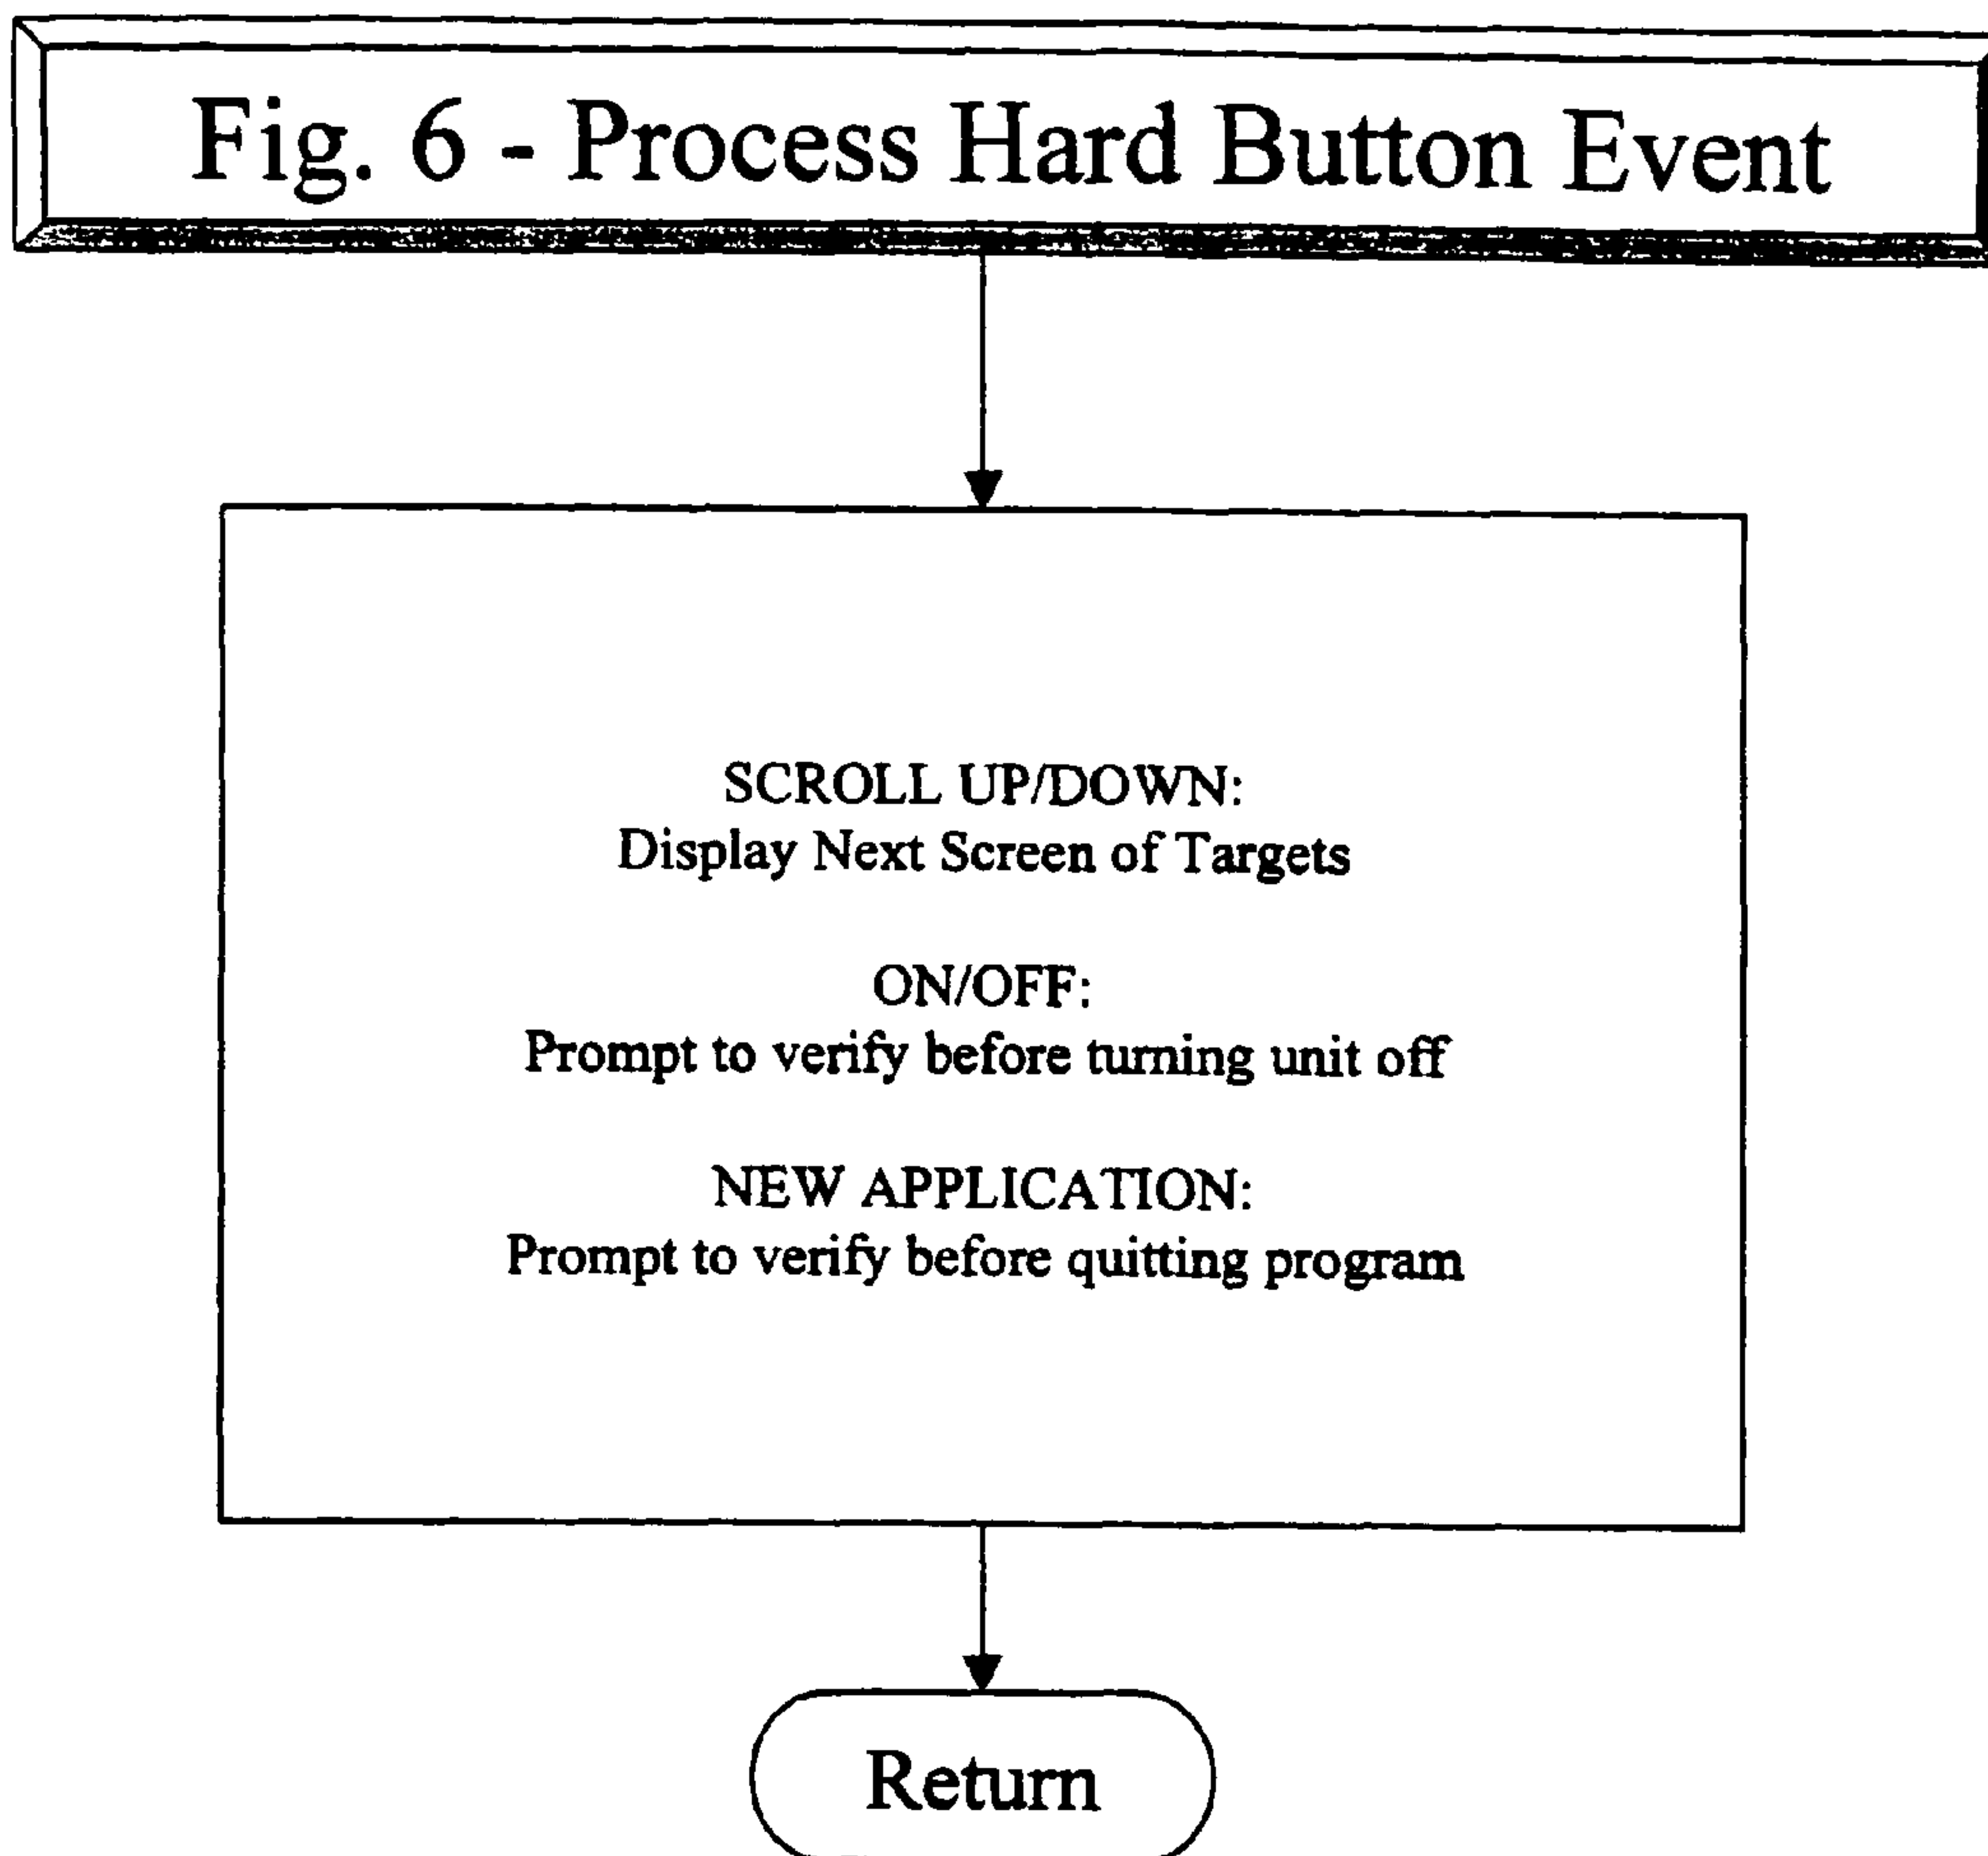 Fig. 6 - Process Hard Button Event
SCROLL UP/DOWN:
Display Next Screen of Targets
ON/OFF:
Prompt to verify before turning unit off
NEW APPLICATION:
Prompt to verify before quitting program
Return